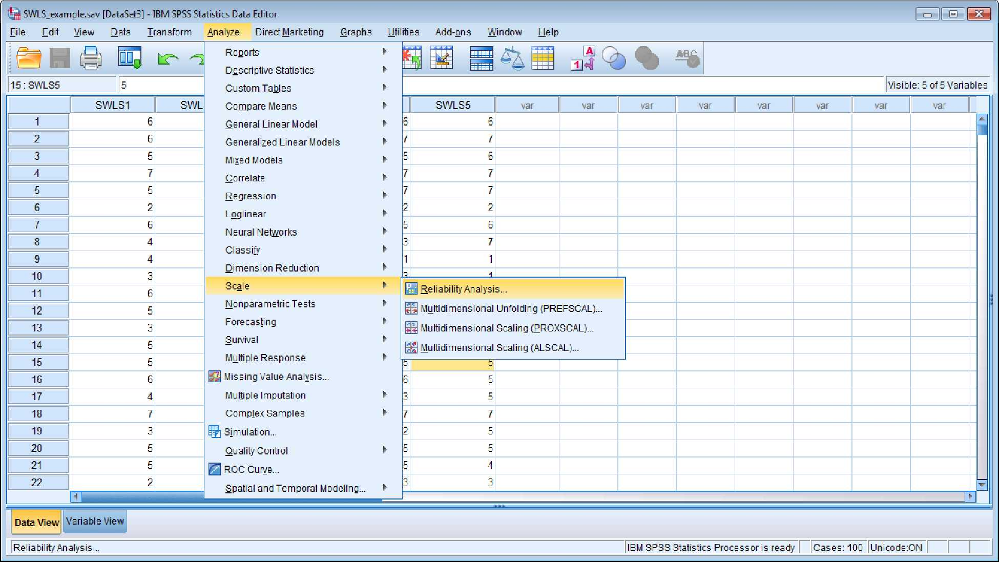 SWLS_example.sav [DataSet3] - IBM SPSS Statistics Data Editor
File Edit View Data Transform Analyze Direct Marketing Graphs Utilities Add-ons Window Help
A
1
ABC
15 : SWLS5 5 Visible: 5 of 5 Variables
SWLS1 SWL SWLS5 var var var var var var var var
1 6 6 6
2 6 7 7
3 5 5 6
4 7 7 7
5 5 7 7
6 2 2 2
7 6 5 6
8 4 3 7
9 4 1 1
10 3 3 1
11 6
12 5
13 3
14 5
15 5 5 5
16 6 6 5
17 4 3 5
18 7 7 7
19 3 2 5
20 5 5 5
21 5 5 4
22 2 3 3
Reports
Descriptive Statistics
Custom Tables
Compare Means
General Linear Model
Generalized Linear Models
Mixed Models
Correlate
Regression
Loglinear
Neural Networks
Classify
Dimension Reduction
Scale
Nonparametric Tests
Forecasting
Survival
Multiple Response
Missing Value Analysis...
Multiple Imputation
Complex Samples
Simulation...
Quality Control
ROC Curve...
Spatial and Temporal Modeling...
Reliability Analysis...
Multidimensional Unfolding (PREFSCAL)...
Multidimensional Scaling (PROXSCAL)...
Multidimensional Scaling (ALSCAL)...
Data View Variable View
Reliability Analysis... IBM SPSS Statistics Processor is ready Cases: 100 Unicode:ON